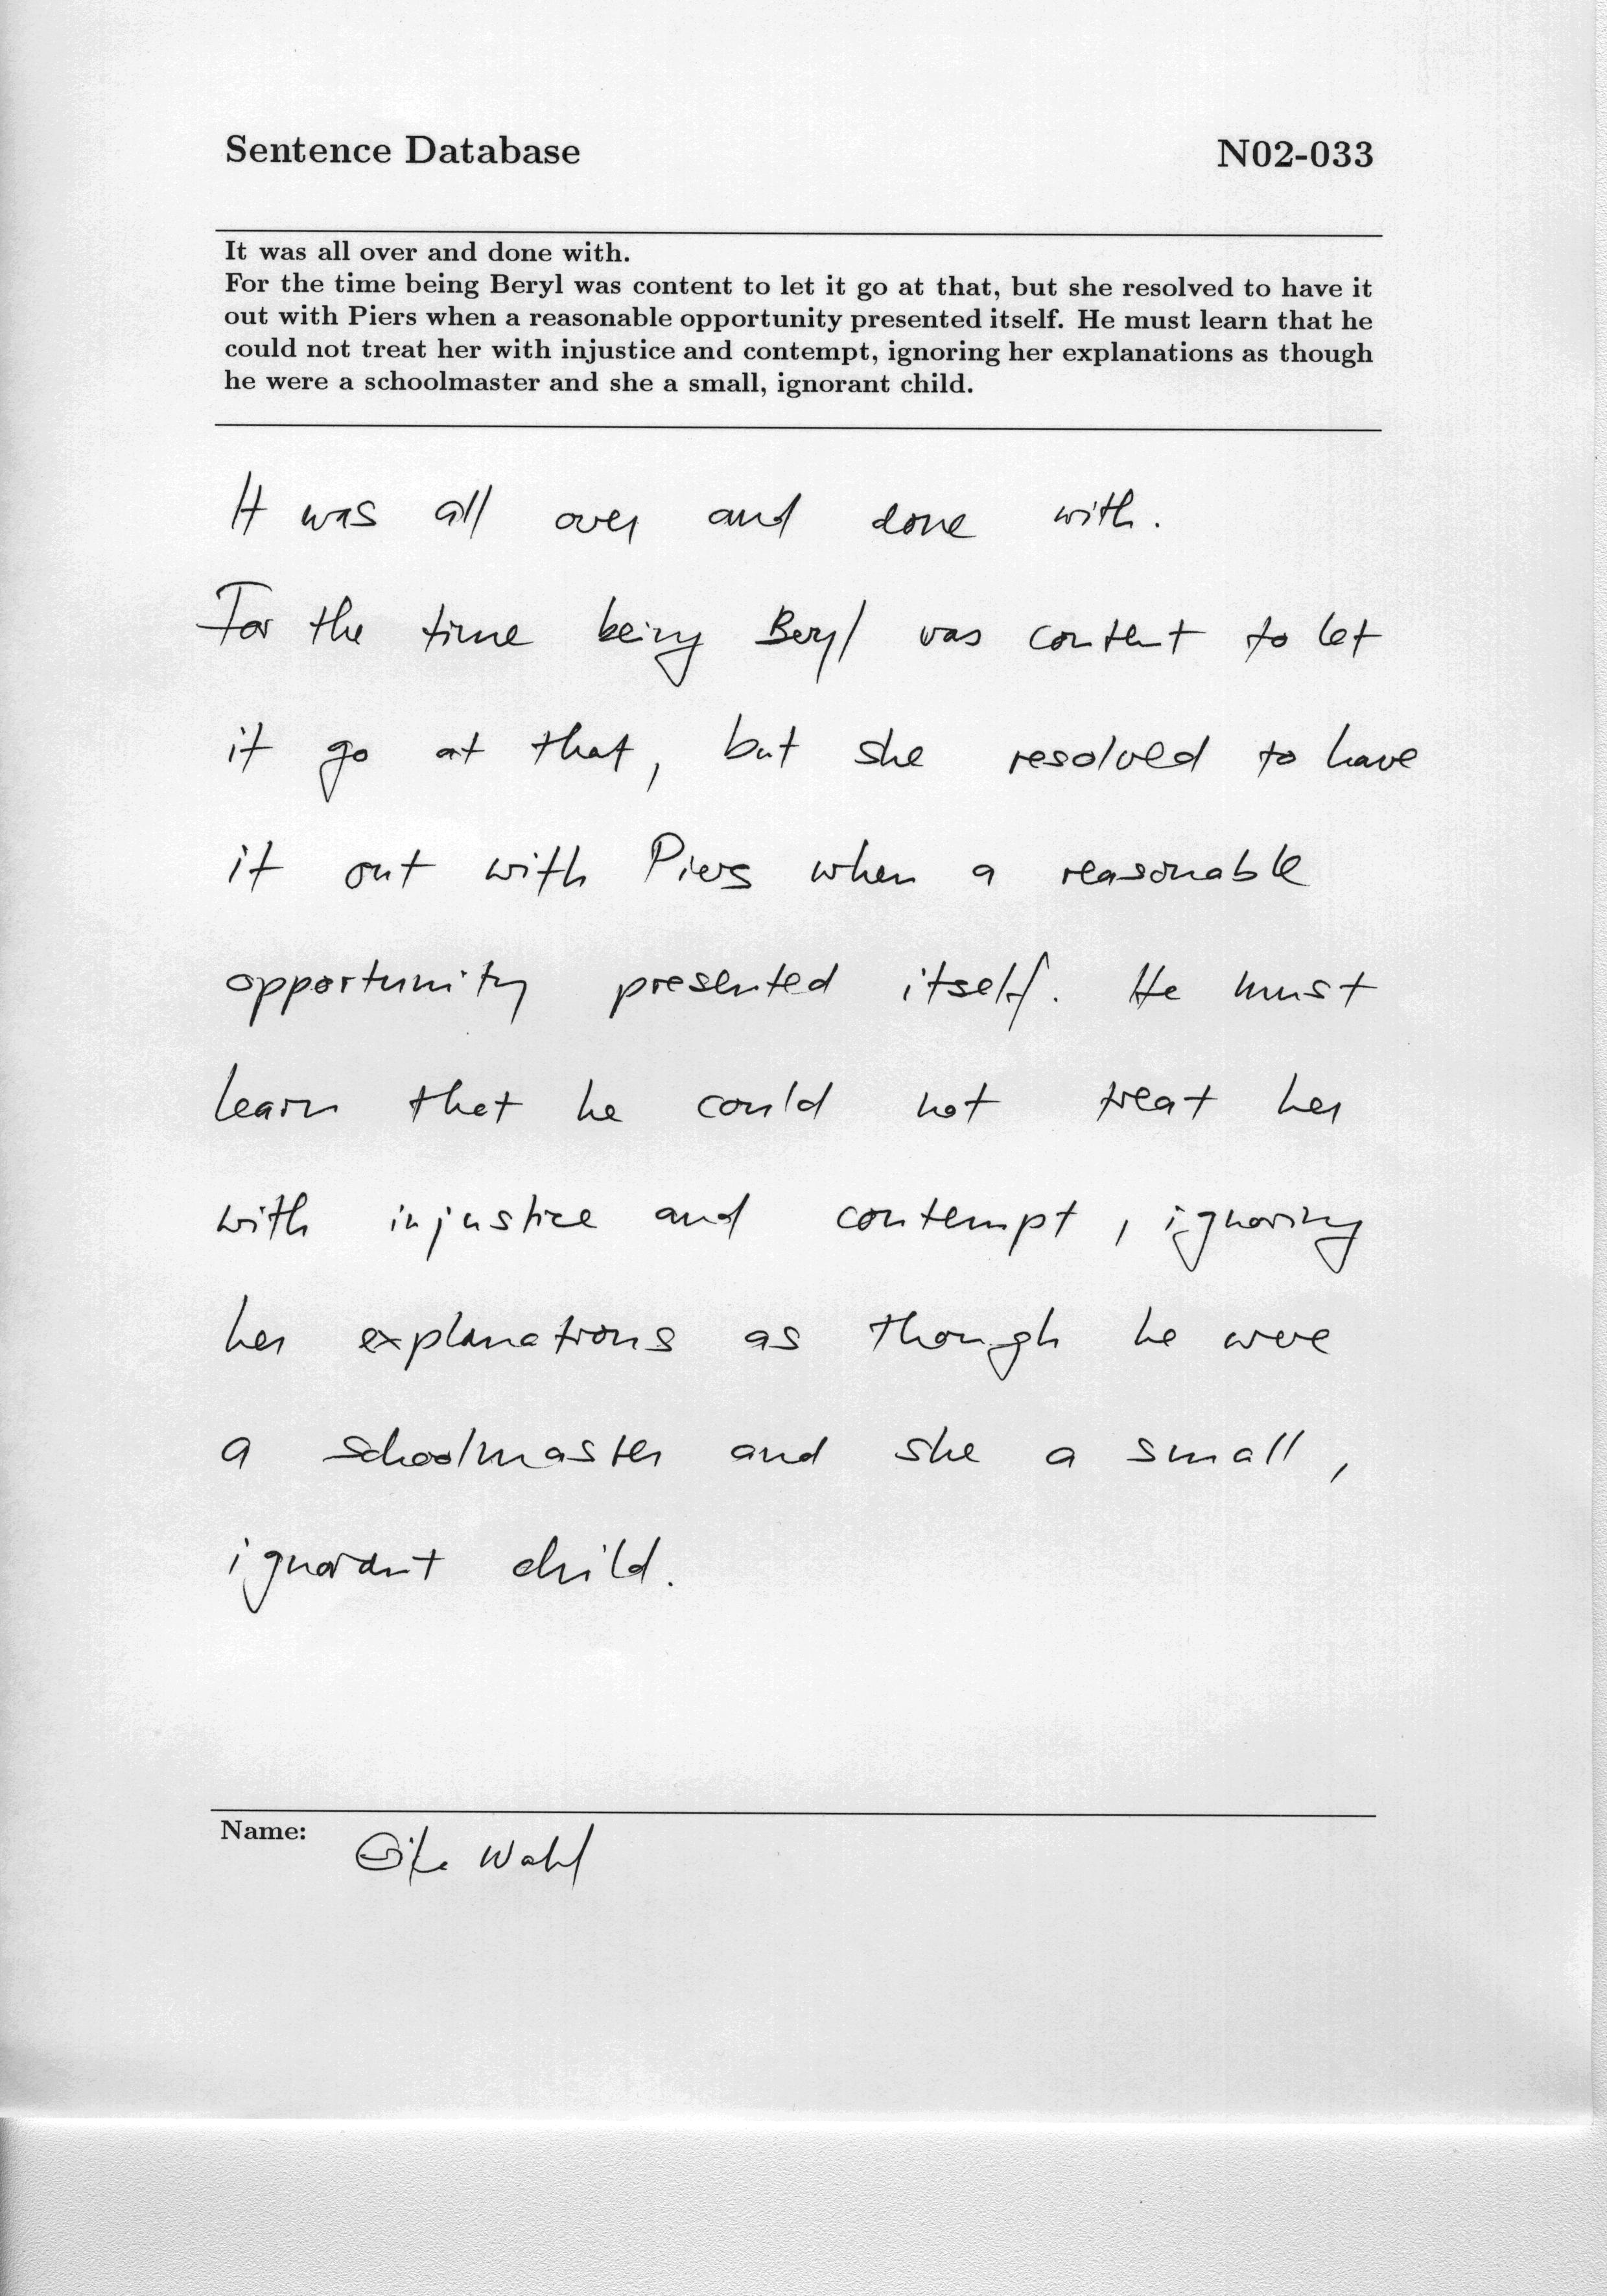 Sentence Database N02-033
It was all over and done with.
For the time being Beryl was content to let it go at that, but she resolved to have it
out with Piers when a reasonable opportunity presented itself. He must learn that he
could not treat her with injustice and contempt, ignoring her explanations as though
he were a schoolmaster and she a small, ignorant child.
It was all over and done with.
For the time being Beryl was content to let
it go at that, but she resolved to have
it out with Piers when a reasonable
opportunity presented itself. He must
learn that he could not treat her
with injustice and contempt, ignoring
her explanations as though he were
a schoolmaster and she a small,
ignorant child.
Name: Wahl